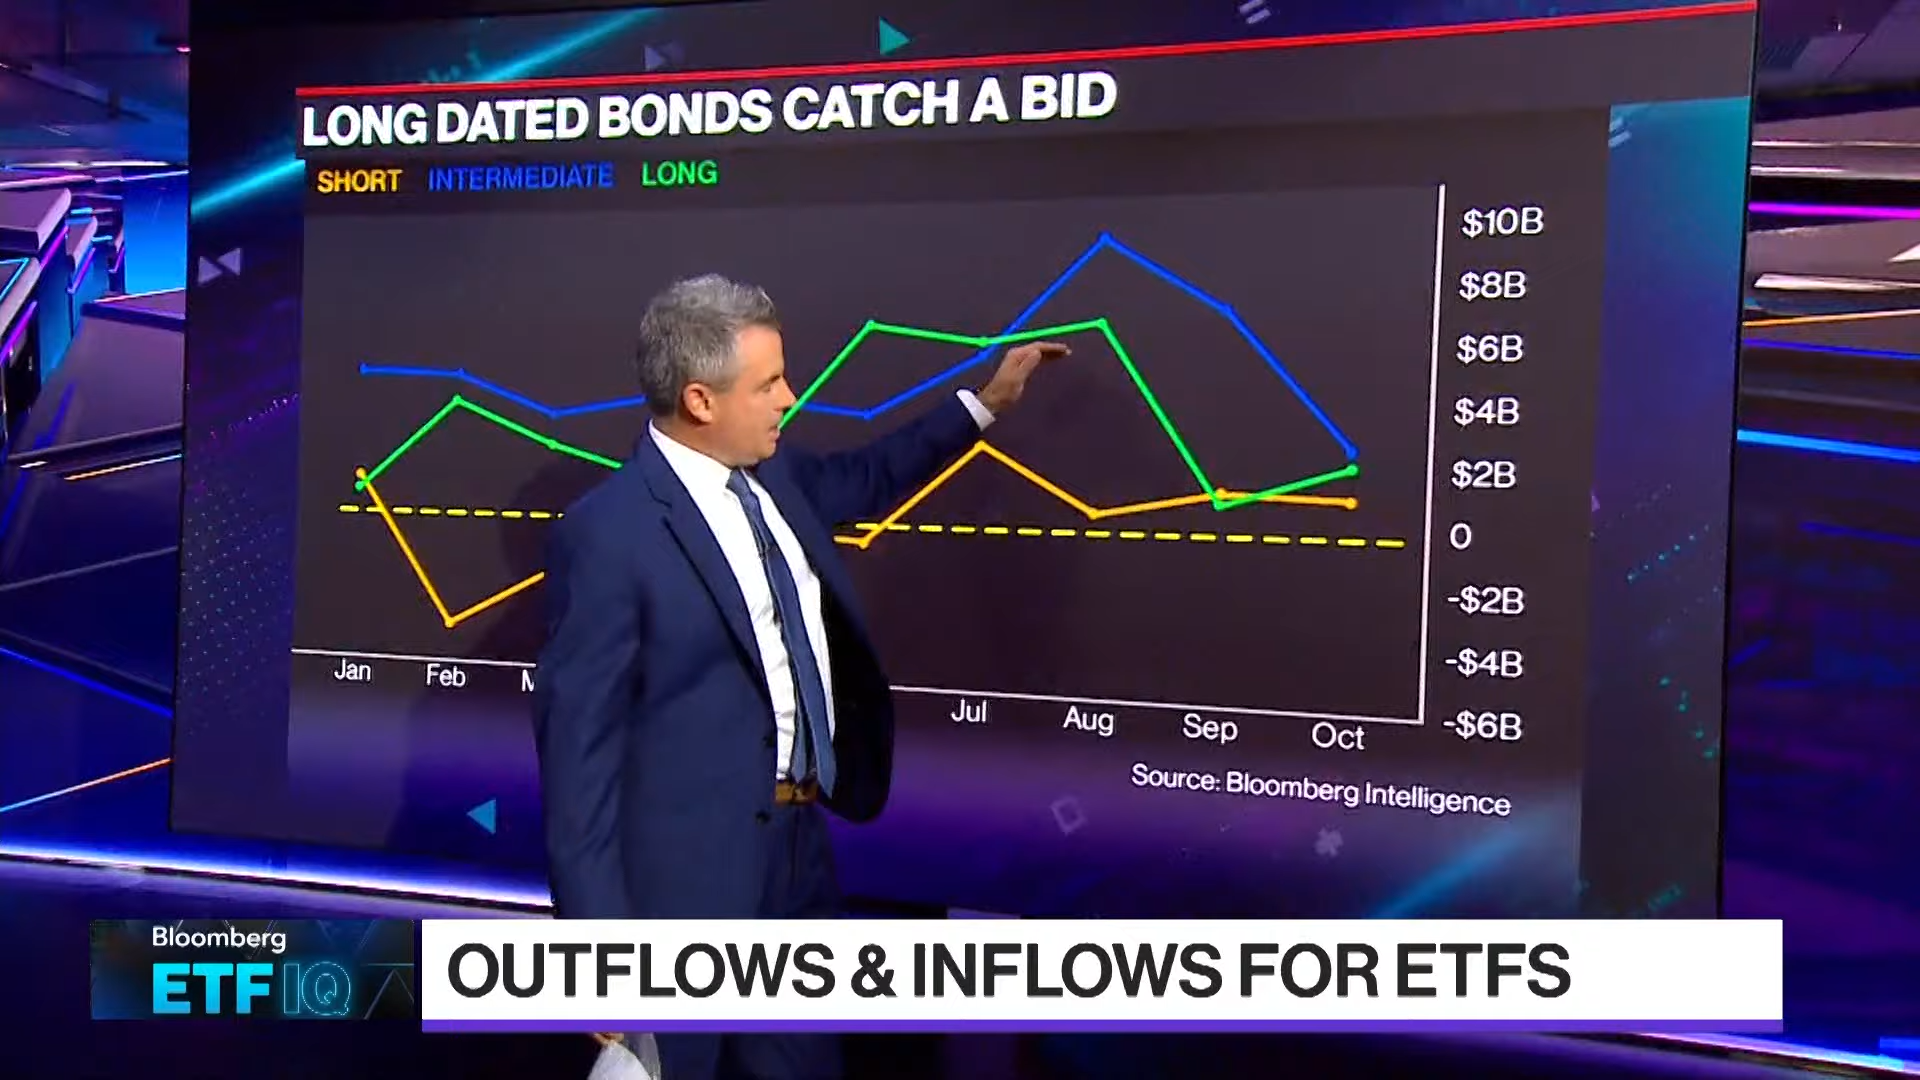 LONG DATED BONDS CATCH A BID
SHORT INTERMEDIATE LONG
$10B
$8B
$6B
$4B
$2B
0
-$2B
-$4B
-$6B
Jan Feb M Jul Aug Sep Oct
Source: Bloomberg Intelligence
Bloomberg
ETF IQ
OUTFLOWS & INFLOWS FOR ETFS